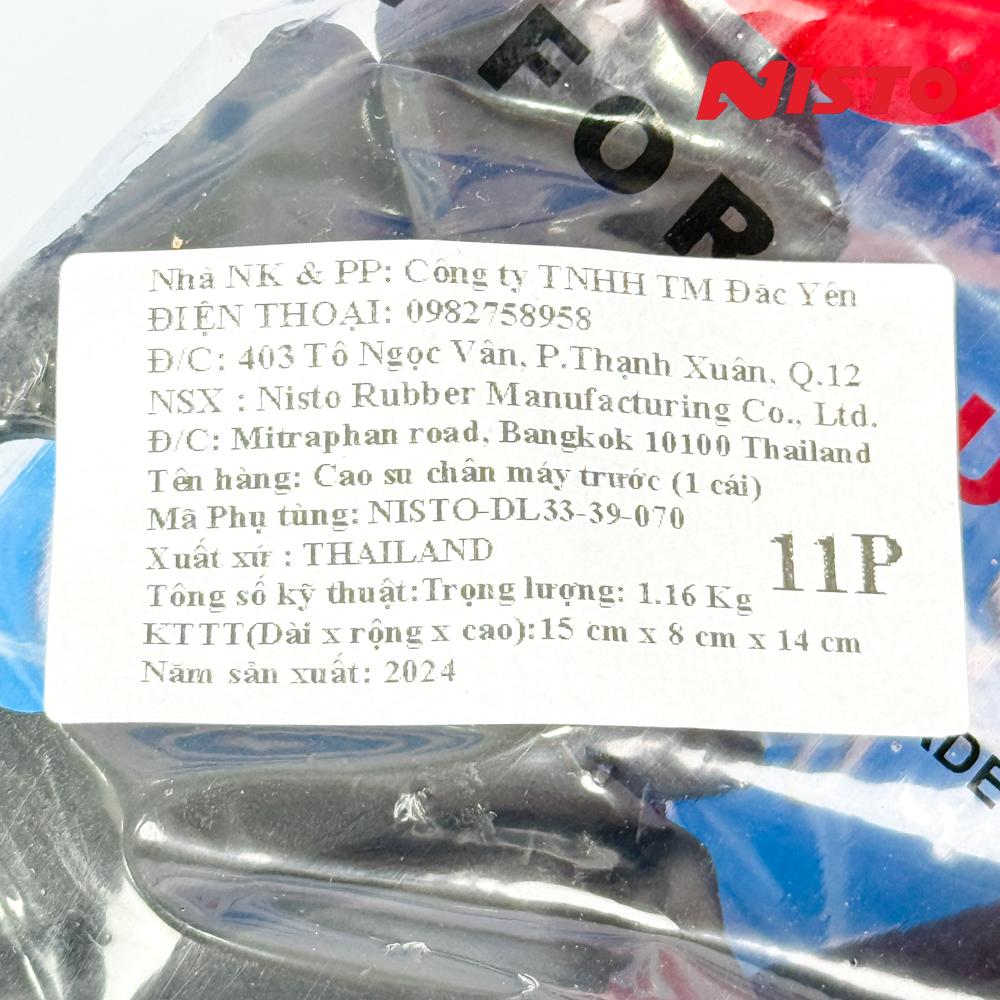 FOR
NISTO
Nhà NK & PP: Công ty TNHH TM Đắc Yên
ĐIỆN THOẠI: 0982758958
Đ/C: 403 Tô Ngọc Vân, P.Thạnh Xuân, Q.12
NSX : Nisto Rubber Manufacturing Co., Ltd.
Đ/C: Mitraphan road, Bangkok 10100 Thailand
Tên hàng: Cao su chân máy trước (1 cái)
Mã Phụ tùng: NISTO-DL33-39-070
Xuất xứ : THAILAND
11P
Tông số kỹ thuật:Trọng lượng: 1.16 Kg
KTTT(Dài x rộng x cao):15 cm x 8 cm x 14 cm
Năm sản xuất: 2024